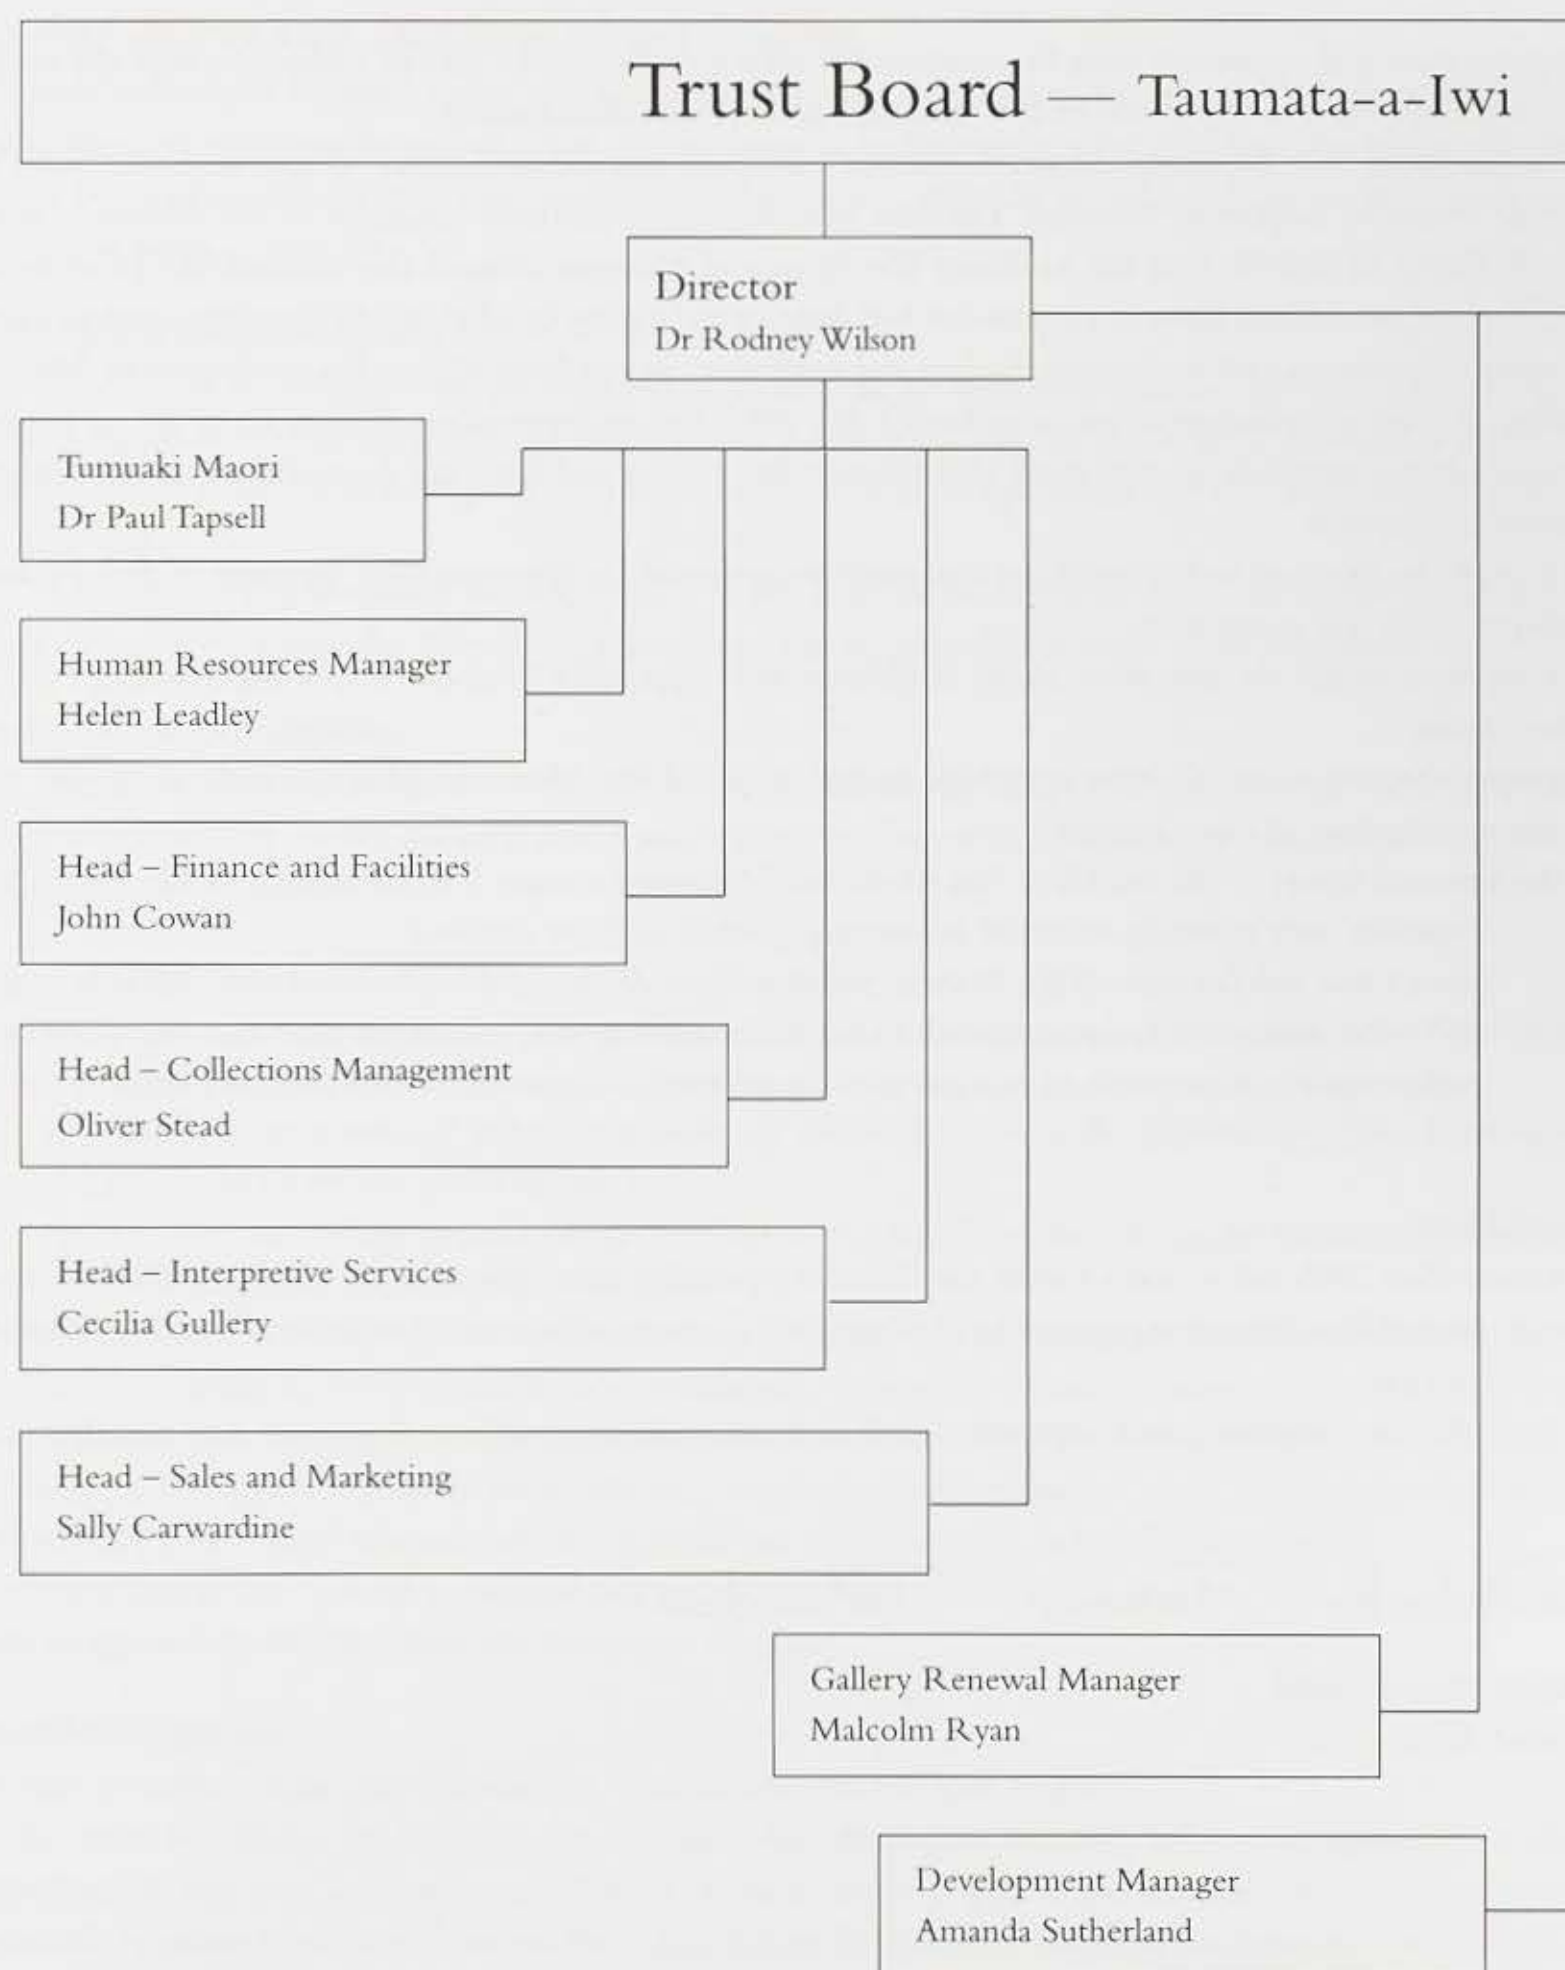 Trust Board — Taumata-a-Iwi
Director
Dr Rodney Wilson
Tumuaki Maori
Dr Paul Tapsell
Human Resources Manager
Helen Leadley
Head – Finance and Facilities
John Cowan
Head – Collections Management
Oliver Stead
Head – Interpretive Services
Cecilia Gullery
Head – Sales and Marketing
Sally Carwardine
Gallery Renewal Manager
Malcolm Ryan
Development Manager
Amanda Sutherland